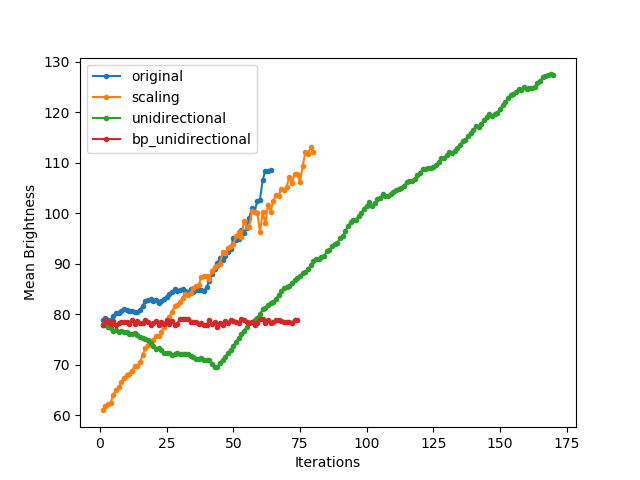 original
scaling
unidirectional
bp_unidirectional
Mean Brightness
130
120
110
100
90
80
70
60
0 25 50 75 100 125 150 175
Iterations